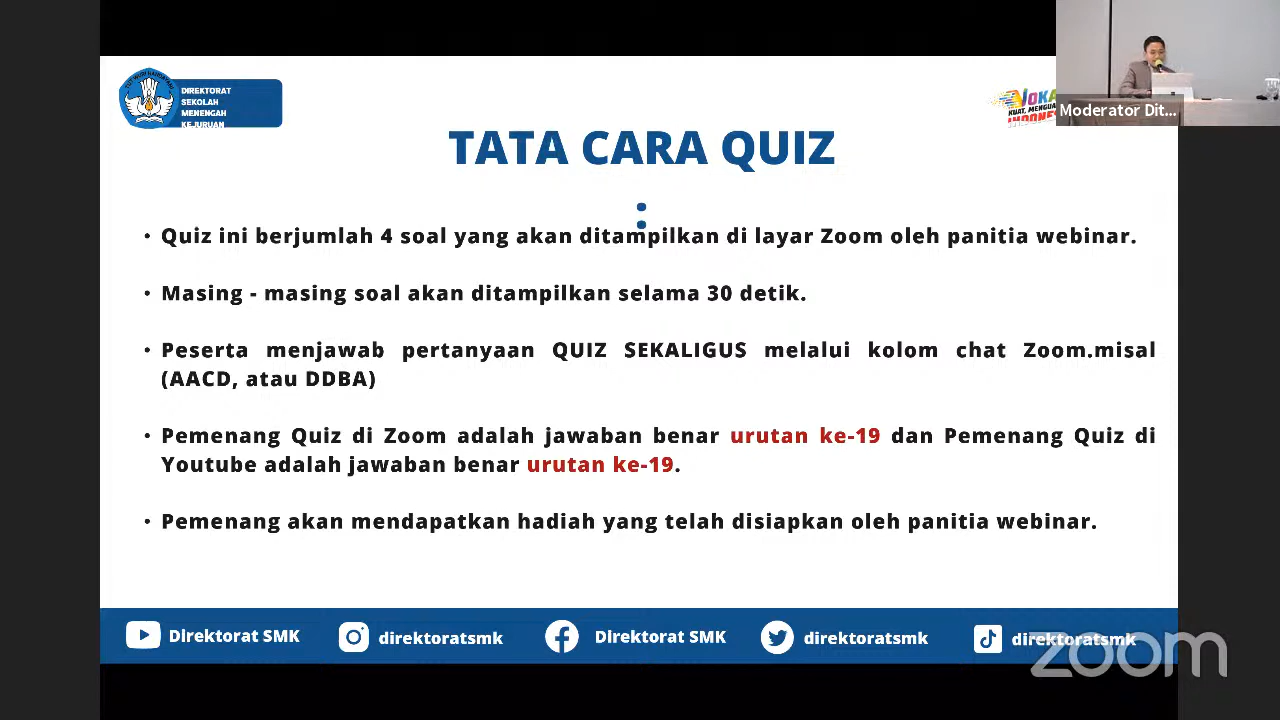 DIREKTORAT
SEKOLAH
MENENGAH
KEJURUAN
Moderator Dit...
TATA CARA QUIZ
:
• Quiz ini berjumlah 4 soal yang akan ditampilkan di layar Zoom oleh panitia webinar.
• Masing - masing soal akan ditampilkan selama 30 detik.
• Peserta menjawab pertanyaan QUIZ SEKALIGUS melalui kolom chat Zoom.misal
(AACD, atau DDBA)
• Pemenang Quiz di Zoom adalah jawaban benar urutan ke-19 dan Pemenang Quiz di
Youtube adalah jawaban benar urutan ke-19.
• Pemenang akan mendapatkan hadiah yang telah disiapkan oleh panitia webinar.
Direktorat SMK direktoratsmk Direktorat SMK direktoratsmk direktoratsmk
zoom